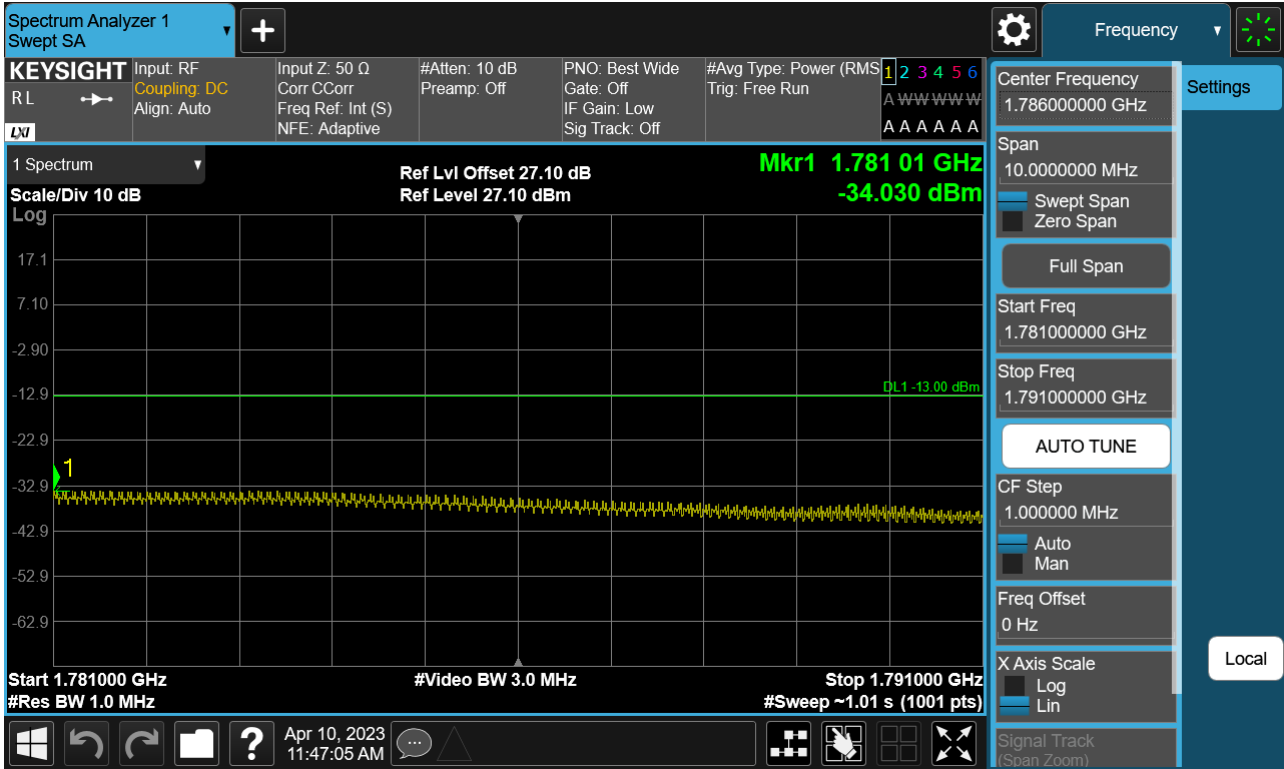 Spectrum Analyzer 1
Swept SA
+
Frequency
KEYSIGHT
R L
LXI
Input: RF
Coupling: DC
Align: Auto
Input Z: 50 Ω
Corr CCorr
Freq Ref: Int (S)
NFE: Adaptive
#Atten: 10 dB
Preamp: Off
PNO: Best Wide
Gate: Off
IF Gain: Low
Sig Track: Off
#Avg Type: Power (RMS
Trig: Free Run
1 2 3 4 5 6
A W W W W W
A A A A A A
1 Spectrum
Scale/Div 10 dB
Log
Ref Lvl Offset 27.10 dB
Ref Level 27.10 dBm
Mkr1 1.781 01 GHz
-34.030 dBm
17.1
7.10
-2.90
-12.9
DL1 -13.00 dBm
-22.9
1
-32.9
-42.9
-52.9
-62.9
Start 1.781000 GHz
#Res BW 1.0 MHz
#Video BW 3.0 MHz
Stop 1.791000 GHz
#Sweep ~1.01 s (1001 pts)
Center Frequency
1.786000000 GHz
Settings
Span
10.0000000 MHz
Swept Span
Zero Span
Full Span
Start Freq
1.781000000 GHz
Stop Freq
1.791000000 GHz
AUTO TUNE
CF Step
1.000000 MHz
Auto
Man
Freq Offset
0 Hz
X Axis Scale
Log
Lin
Local
Signal Track
(Span Zoom)
?
Apr 10, 2023
11:47:05 AM